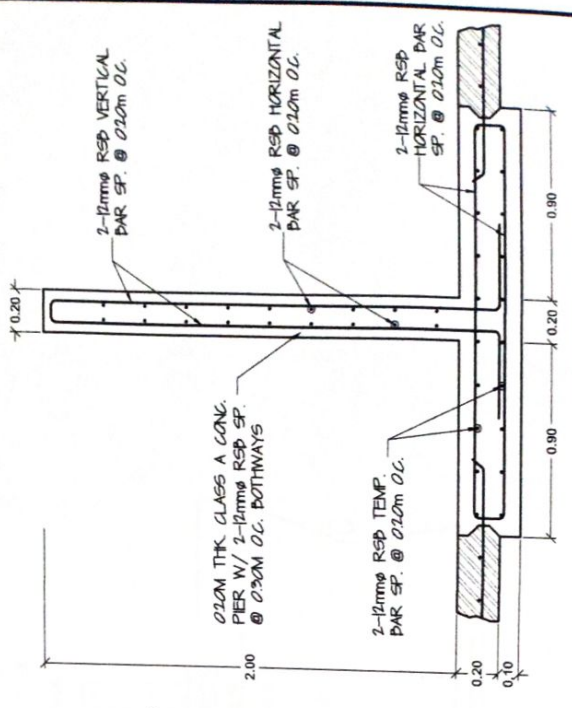 0.20
2-12mmø RSB VERTICAL
BAR SP. @ 0.20m O.C.
2-12mmø RSB HORIZONTAL
BAR SP. @ 0.20m O.C.
2-12mmø RSB
HORIZONTAL BAR
SP. @ 0.20m O.C.
0.20M THK. CLASS A CONC.
PIER W/ 2-12mmø RSB SP.
@ 0.30M O.C. BOTHWAYS
2-12mmø RSB TEMP.
BAR SP. @ 0.20m O.C.
2.00
0.20
0.10
0.90
0.20
0.90